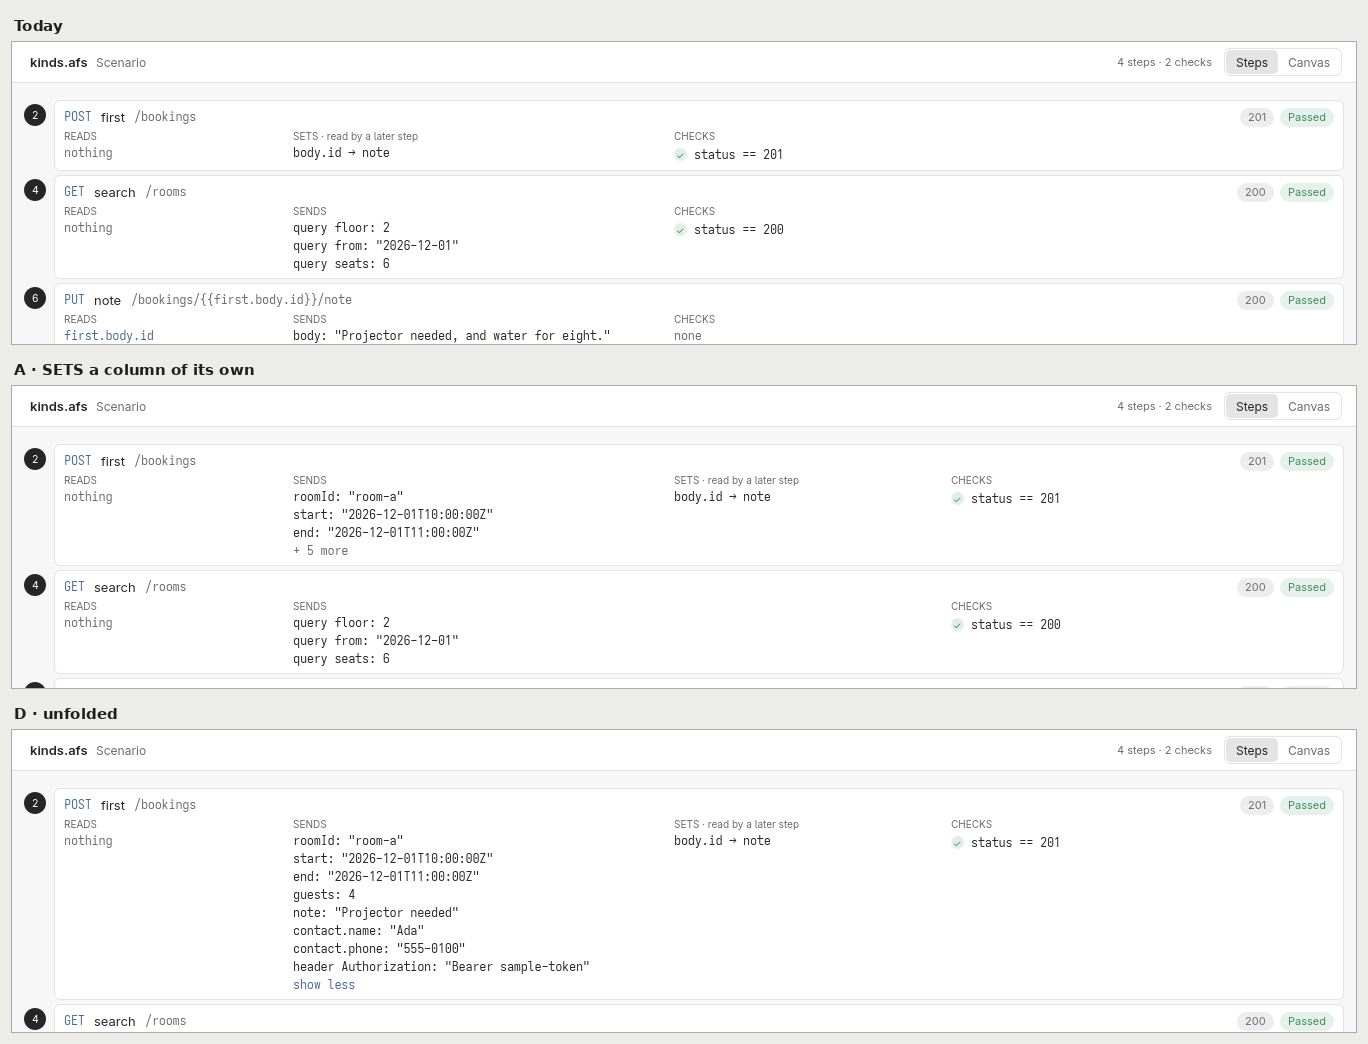 Today
kinds.afs Scenario 4 steps · 2 checks Steps Canvas
2 POST first /bookings 201 Passed
READS SETS · read by a later step CHECKS
nothing body.id → note status == 201
4 GET search /rooms 200 Passed
READS SENDS CHECKS
nothing query floor: 2 status == 200
query from: "2026-12-01"
query seats: 6
6 PUT note /bookings/{{first.body.id}}/note 200 Passed
READS SENDS CHECKS
first.body.id body: "Projector needed, and water for eight." none
A · SETS a column of its own
kinds.afs Scenario 4 steps · 2 checks Steps Canvas
2 POST first /bookings 201 Passed
READS SENDS SETS · read by a later step CHECKS
nothing roomId: "room-a" body.id → note status == 201
start: "2026-12-01T10:00:00Z"
end: "2026-12-01T11:00:00Z"
+ 5 more
4 GET search /rooms 200 Passed
READS SENDS CHECKS
nothing query floor: 2 status == 200
query from: "2026-12-01"
query seats: 6
D · unfolded
kinds.afs Scenario 4 steps · 2 checks Steps Canvas
2 POST first /bookings 201 Passed
READS SENDS SETS · read by a later step CHECKS
nothing roomId: "room-a" body.id → note status == 201
start: "2026-12-01T10:00:00Z"
end: "2026-12-01T11:00:00Z"
guests: 4
note: "Projector needed"
contact.name: "Ada"
contact.phone: "555-0100"
header Authorization: "Bearer sample-token"
show less
4 GET search /rooms 200 Passed